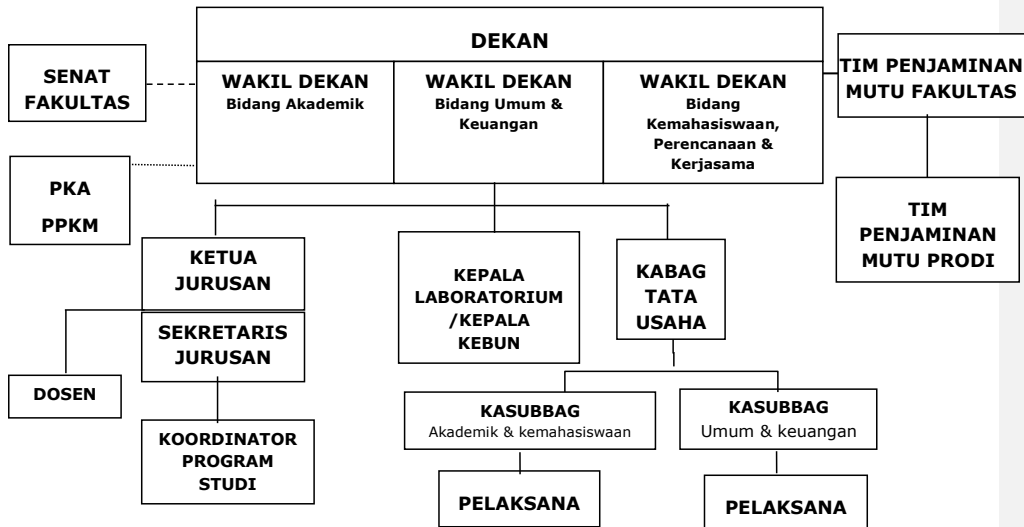 DEKAN
SENAT
FAKULTAS
WAKIL DEKAN
Bidang Akademik
WAKIL DEKAN
Bidang Umum &
Keuangan
WAKIL DEKAN
Bidang
Kemahasiswaan,
Perencanaan &
Kerjasama
TIM PENJAMINAN
MUTU FAKULTAS
PKA
PPKM
TIM
PENJAMINAN
MUTU PRODI
KETUA
JURUSAN
SEKRETARIS
JURUSAN
KEPALA
LABORATORIUM
/KEPALA
KEBUN
KABAG
TATA
USAHA
DOSEN
KOORDINATOR
PROGRAM
STUDI
KASUBBAG
Akademik & kemahasiswaan
KASUBBAG
Umum & keuangan
PELAKSANA
PELAKSANA